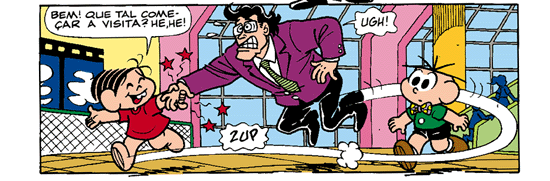 BEM! QUE TAL COME-
ÇAR A VISITA? HE,HE!
UGH!
ZUP